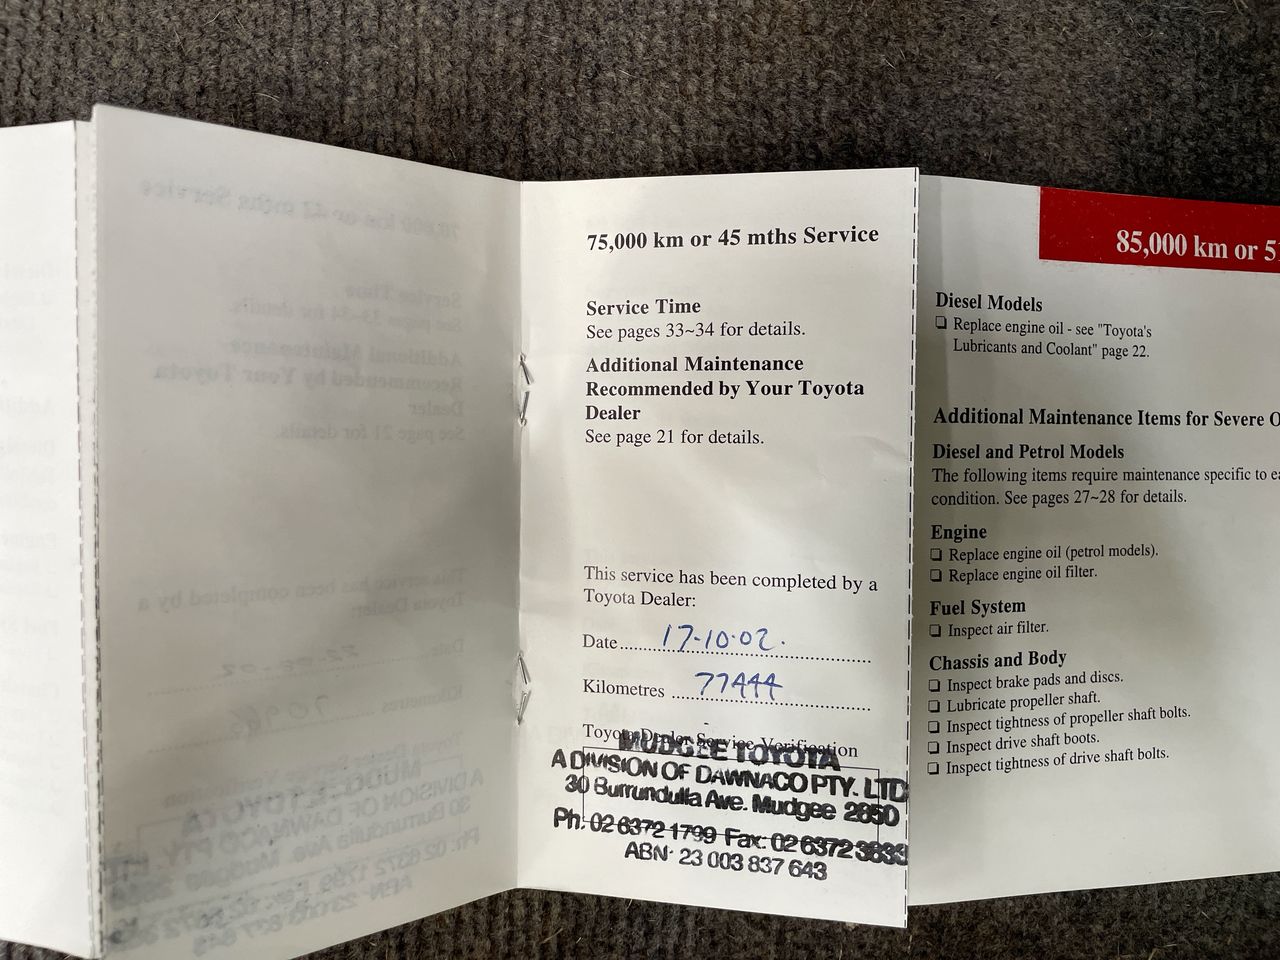 75,000 km or 45 mths Service
Service Time
See pages 33~34 for details.
Additional Maintenance
Recommended by Your Toyota
Dealer
See page 21 for details.
This service has been completed by a
Toyota Dealer:
Date 17-10-02.
Kilometres 77444
Toyota Dealer Service Verification
MUDGEE TOYOTA
A DIVISION OF DAWNACO PTY. LTD
30 Burrundulla Ave. Mudgee 2850
Ph: 02 6372 1799 Fax: 02 6372 3833
ABN: 23 003 837 643
85,000 km or 5
Diesel Models
❏ Replace engine oil - see "Toyota's
Lubricants and Coolant" page 22.
Additional Maintenance Items for Severe O
Diesel and Petrol Models
The following items require maintenance specific to ea
condition. See pages 27~28 for details.
Engine
❏ Replace engine oil (petrol models).
❏ Replace engine oil filter.
Fuel System
❏ Inspect air filter.
Chassis and Body
❏ Inspect brake pads and discs.
❏ Lubricate propeller shaft.
❏ Inspect tightness of propeller shaft bolts.
❏ Inspect drive shaft boots.
❏ Inspect tightness of drive shaft bolts.